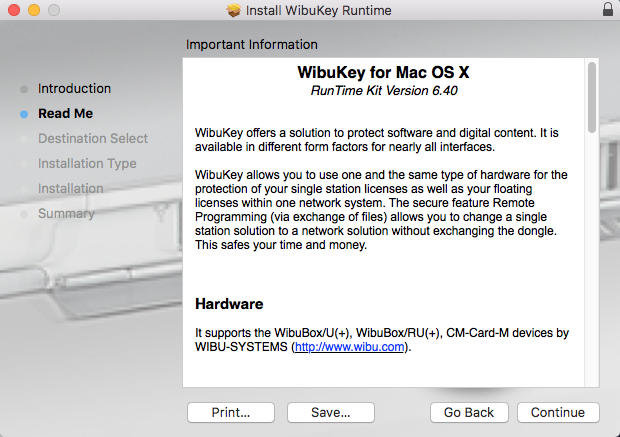 Install WibuKey Runtime
Important Information
Introduction
Read Me
Destination Select
Installation Type
Installation
Summary
WibuKey for Mac OS X
RunTime Kit Version 6.40
WibuKey offers a solution to protect software and digital content. It is
available in different form factors for nearly all interfaces.
WibuKey allows you to use one and the same type of hardware for the
protection of your single station licenses as well as your floating
licenses within one network system. The secure feature Remote
Programming (via exchange of files) allows you to change a single
station solution to a network solution without exchanging the dongle.
This safes your time and money.
Hardware
It supports the WibuBox/U(+), WibuBox/RU(+), CM-Card-M devices by
WIBU-SYSTEMS (http://www.wibu.com).
Print...
Save...
Go Back
Continue